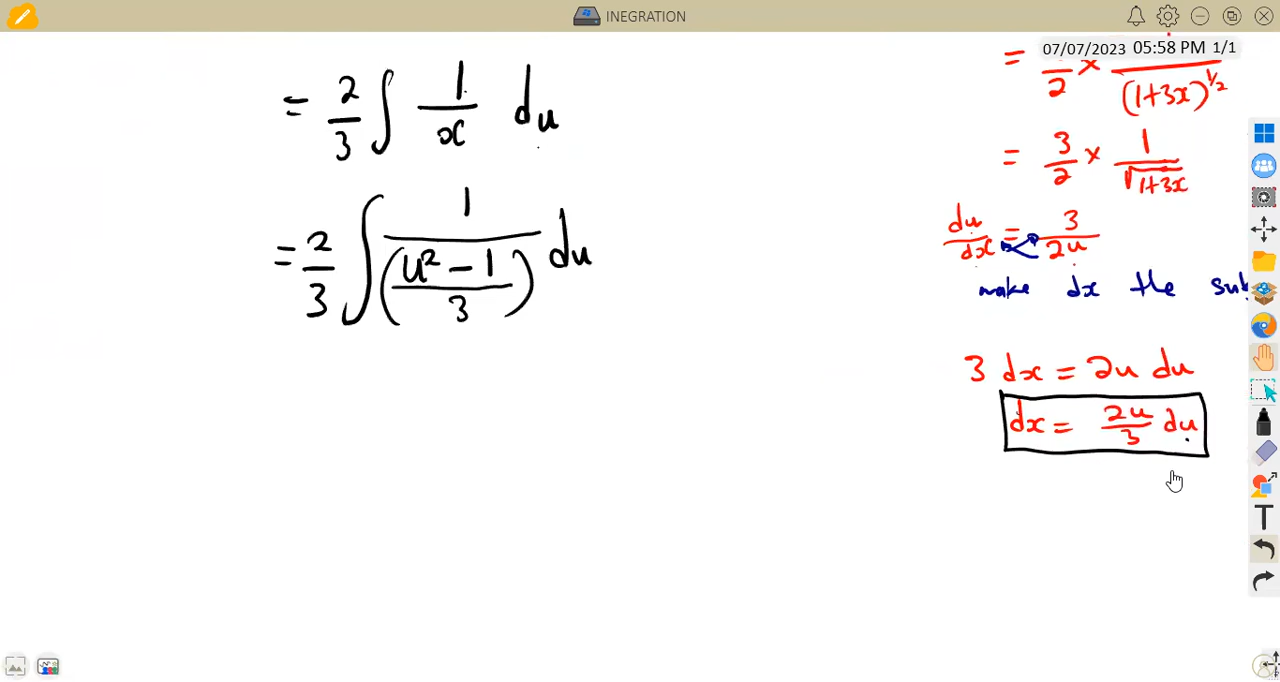 INEGRATION
07/07/2023 05:58 PM 1/1
= 2/3 ∫ 1/x du
= 2/3 ∫ 1/((u² – 1)/3) du
= /2 × /(1+3x)^1/2
= 3/2 × 1/√1+3x
du/dx = 3/2u
make dx the sub
3 dx = 2u du
dx = 2u/3 du